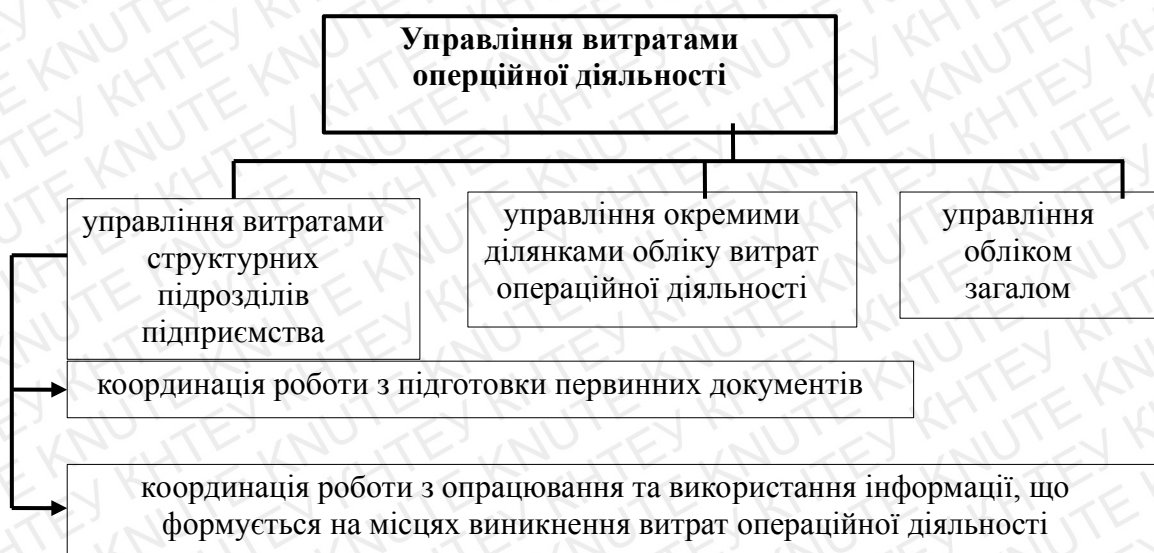 Управління витратами
оперційної діяльності
управління витратами
структурних
підрозділів
підприємства
управління окремими
ділянками обліку витрат
операційної діяльності
управління
обліком
загалом
координація роботи з підготовки первинних документів
координація роботи з опрацювання та використання інформації, що
формується на місцях виникнення витрат операційної діяльності